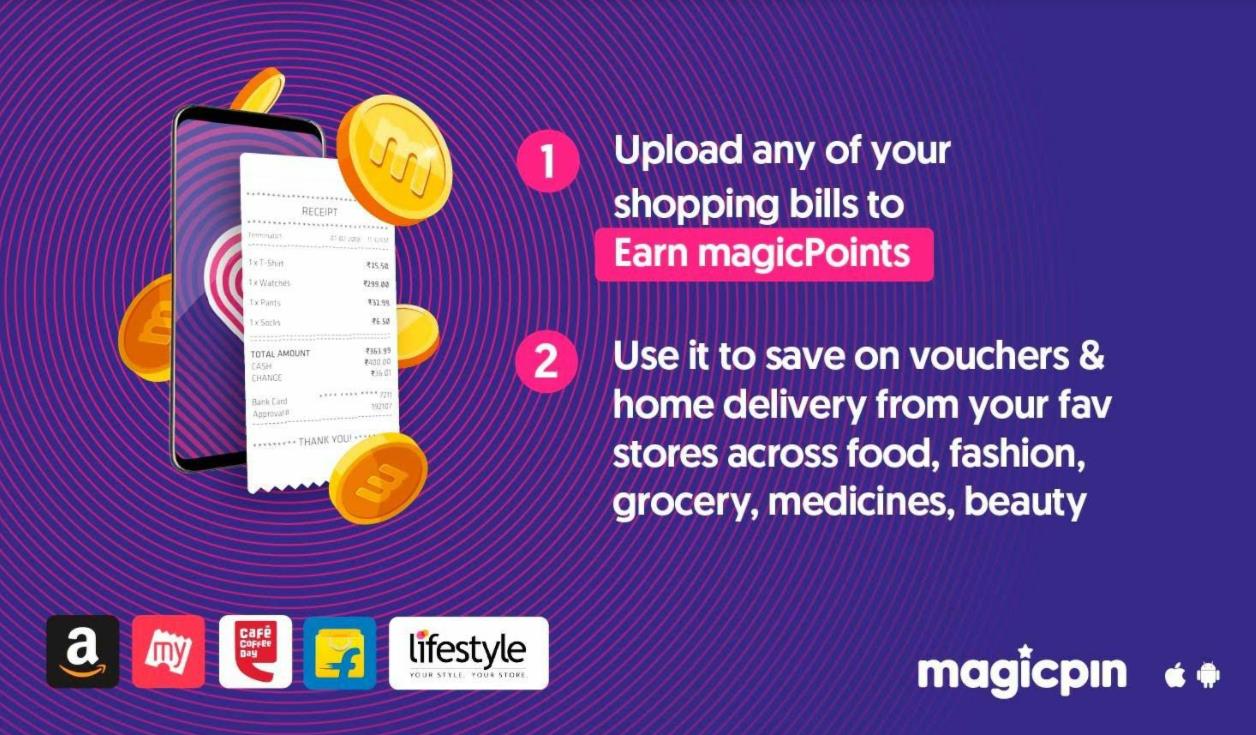 1
Upload any of your
shopping bills to
Earn magicPoints
2
Use it to save on vouchers &
home delivery from your fav
stores across food, fashion,
grocery, medicines, beauty
m
RECEIPT
1 x T-Shirt ₹15.50
1 x Watches ₹299.00
1 x Pants ₹32.99
1 x Socks ₹6.50
TOTAL AMOUNT ₹363.99
CASH ₹400.00
CHANGE ₹36.01
Bank Card 7211
Approval# 192107
THANK YOU!
m
m
a
my
Café
Coffee
Day
f
lifestyle
YOUR STYLE. YOUR STORE.
magicpin